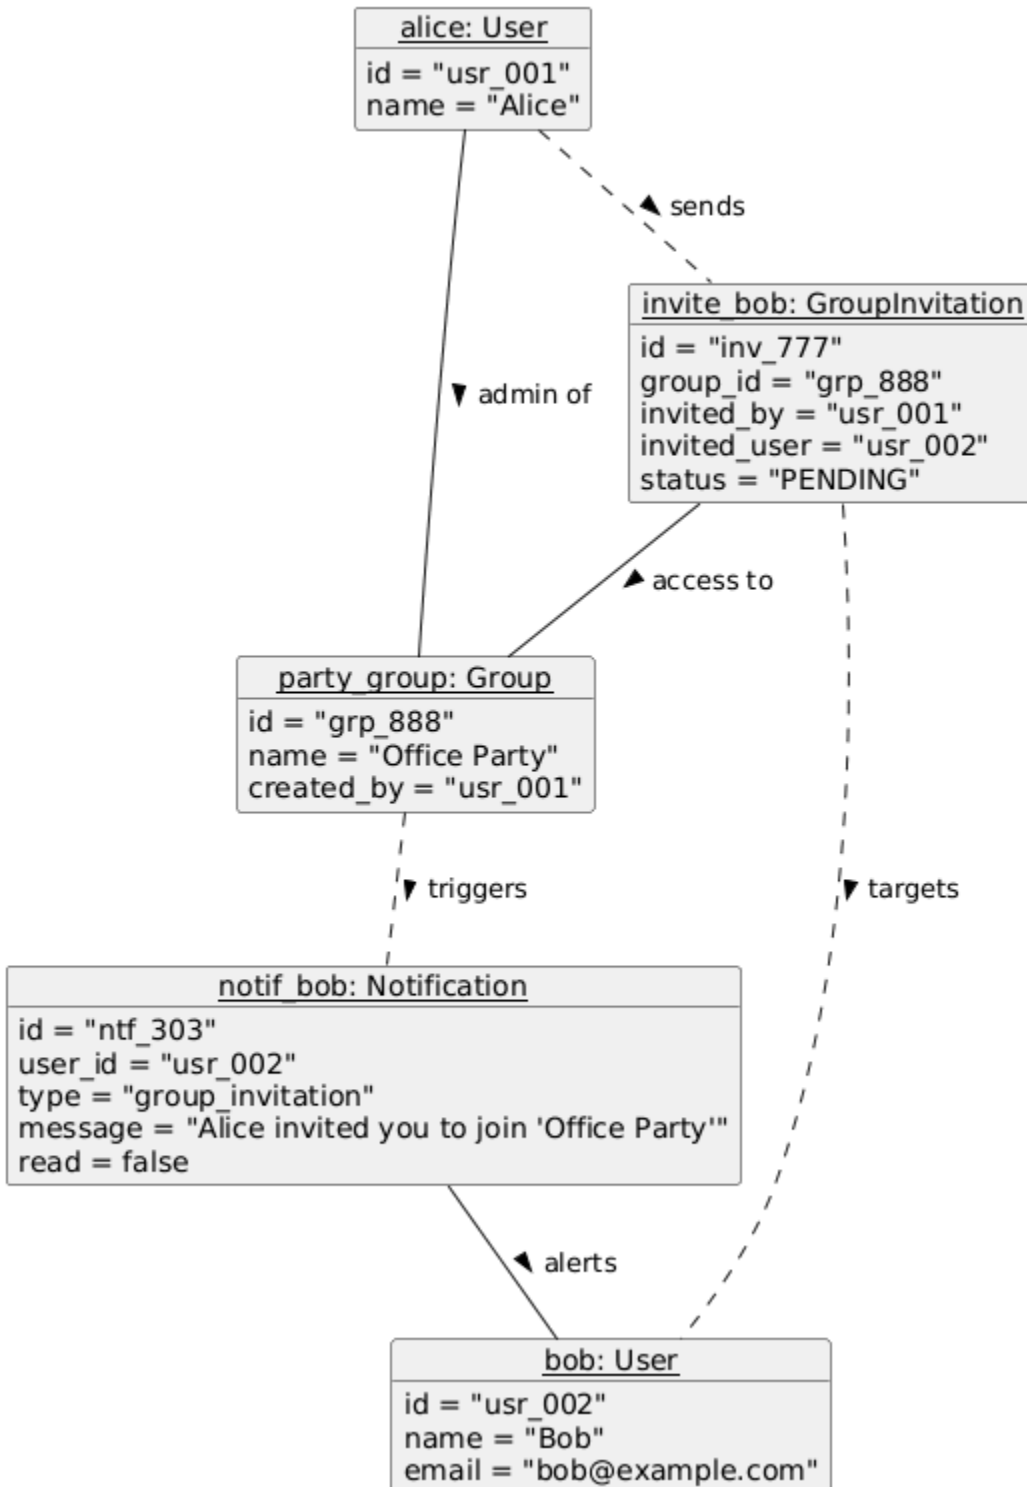 alice: User
id = "usr_001"
name = "Alice"
sends
invite_bob: GroupInvitation
id = "inv_777"
group_id = "grp_888"
invited_by = "usr_001"
invited_user = "usr_002"
status = "PENDING"
admin of
access to
party_group: Group
id = "grp_888"
name = "Office Party"
created_by = "usr_001"
triggers
targets
notif_bob: Notification
id = "ntf_303"
user_id = "usr_002"
type = "group_invitation"
message = "Alice invited you to join 'Office Party'"
read = false
alerts
bob: User
id = "usr_002"
name = "Bob"
email = "bob@example.com"